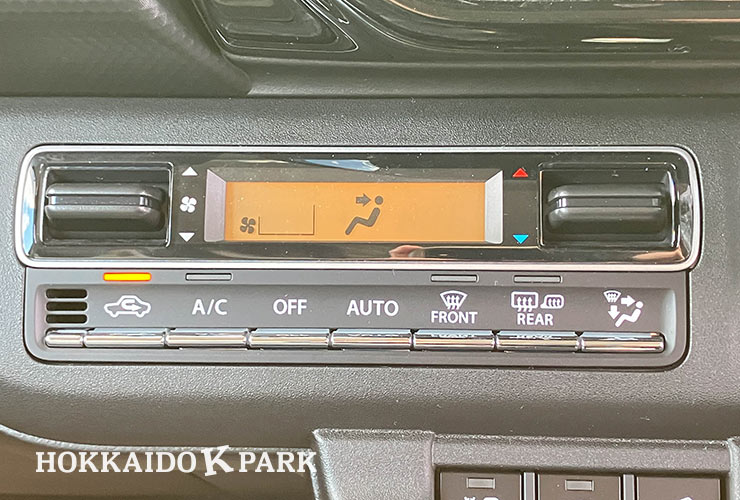 A/C OFF AUTO FRONT REAR
HOKKAIDO K PARK